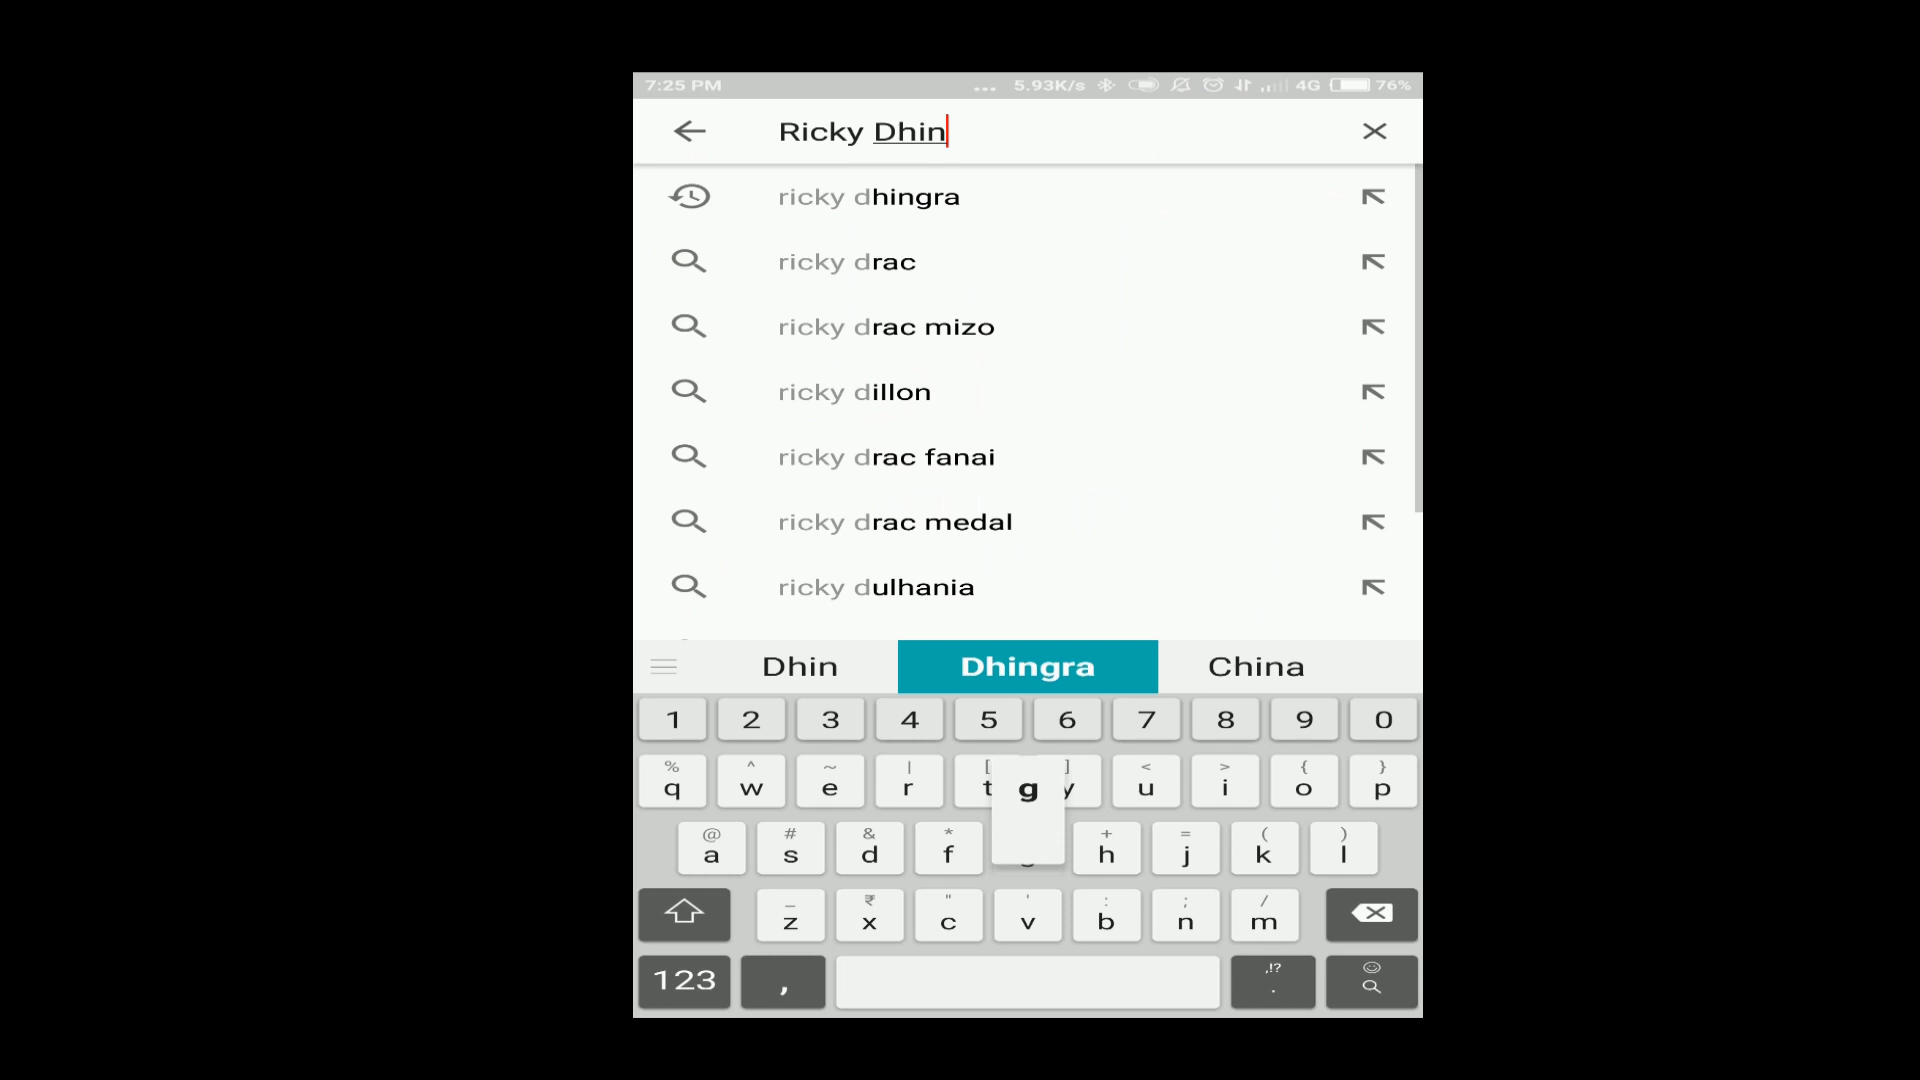 7:25 PM ... 5.93K/s 4G 76%
Ricky Dhin
ricky dhingra
ricky drac
ricky drac mizo
ricky dillon
ricky drac fanai
ricky drac medal
ricky dulhania
Dhin Dhingra China
1 2 3 4 5 6 7 8 9 0
% ^ ~ | [ ] < > { }
q w e r t g y u i o p
@ # & * + = ( )
a s d f h j k l
_ ₹ " ' : ; /
z x c v b n m
123 , ,!? .